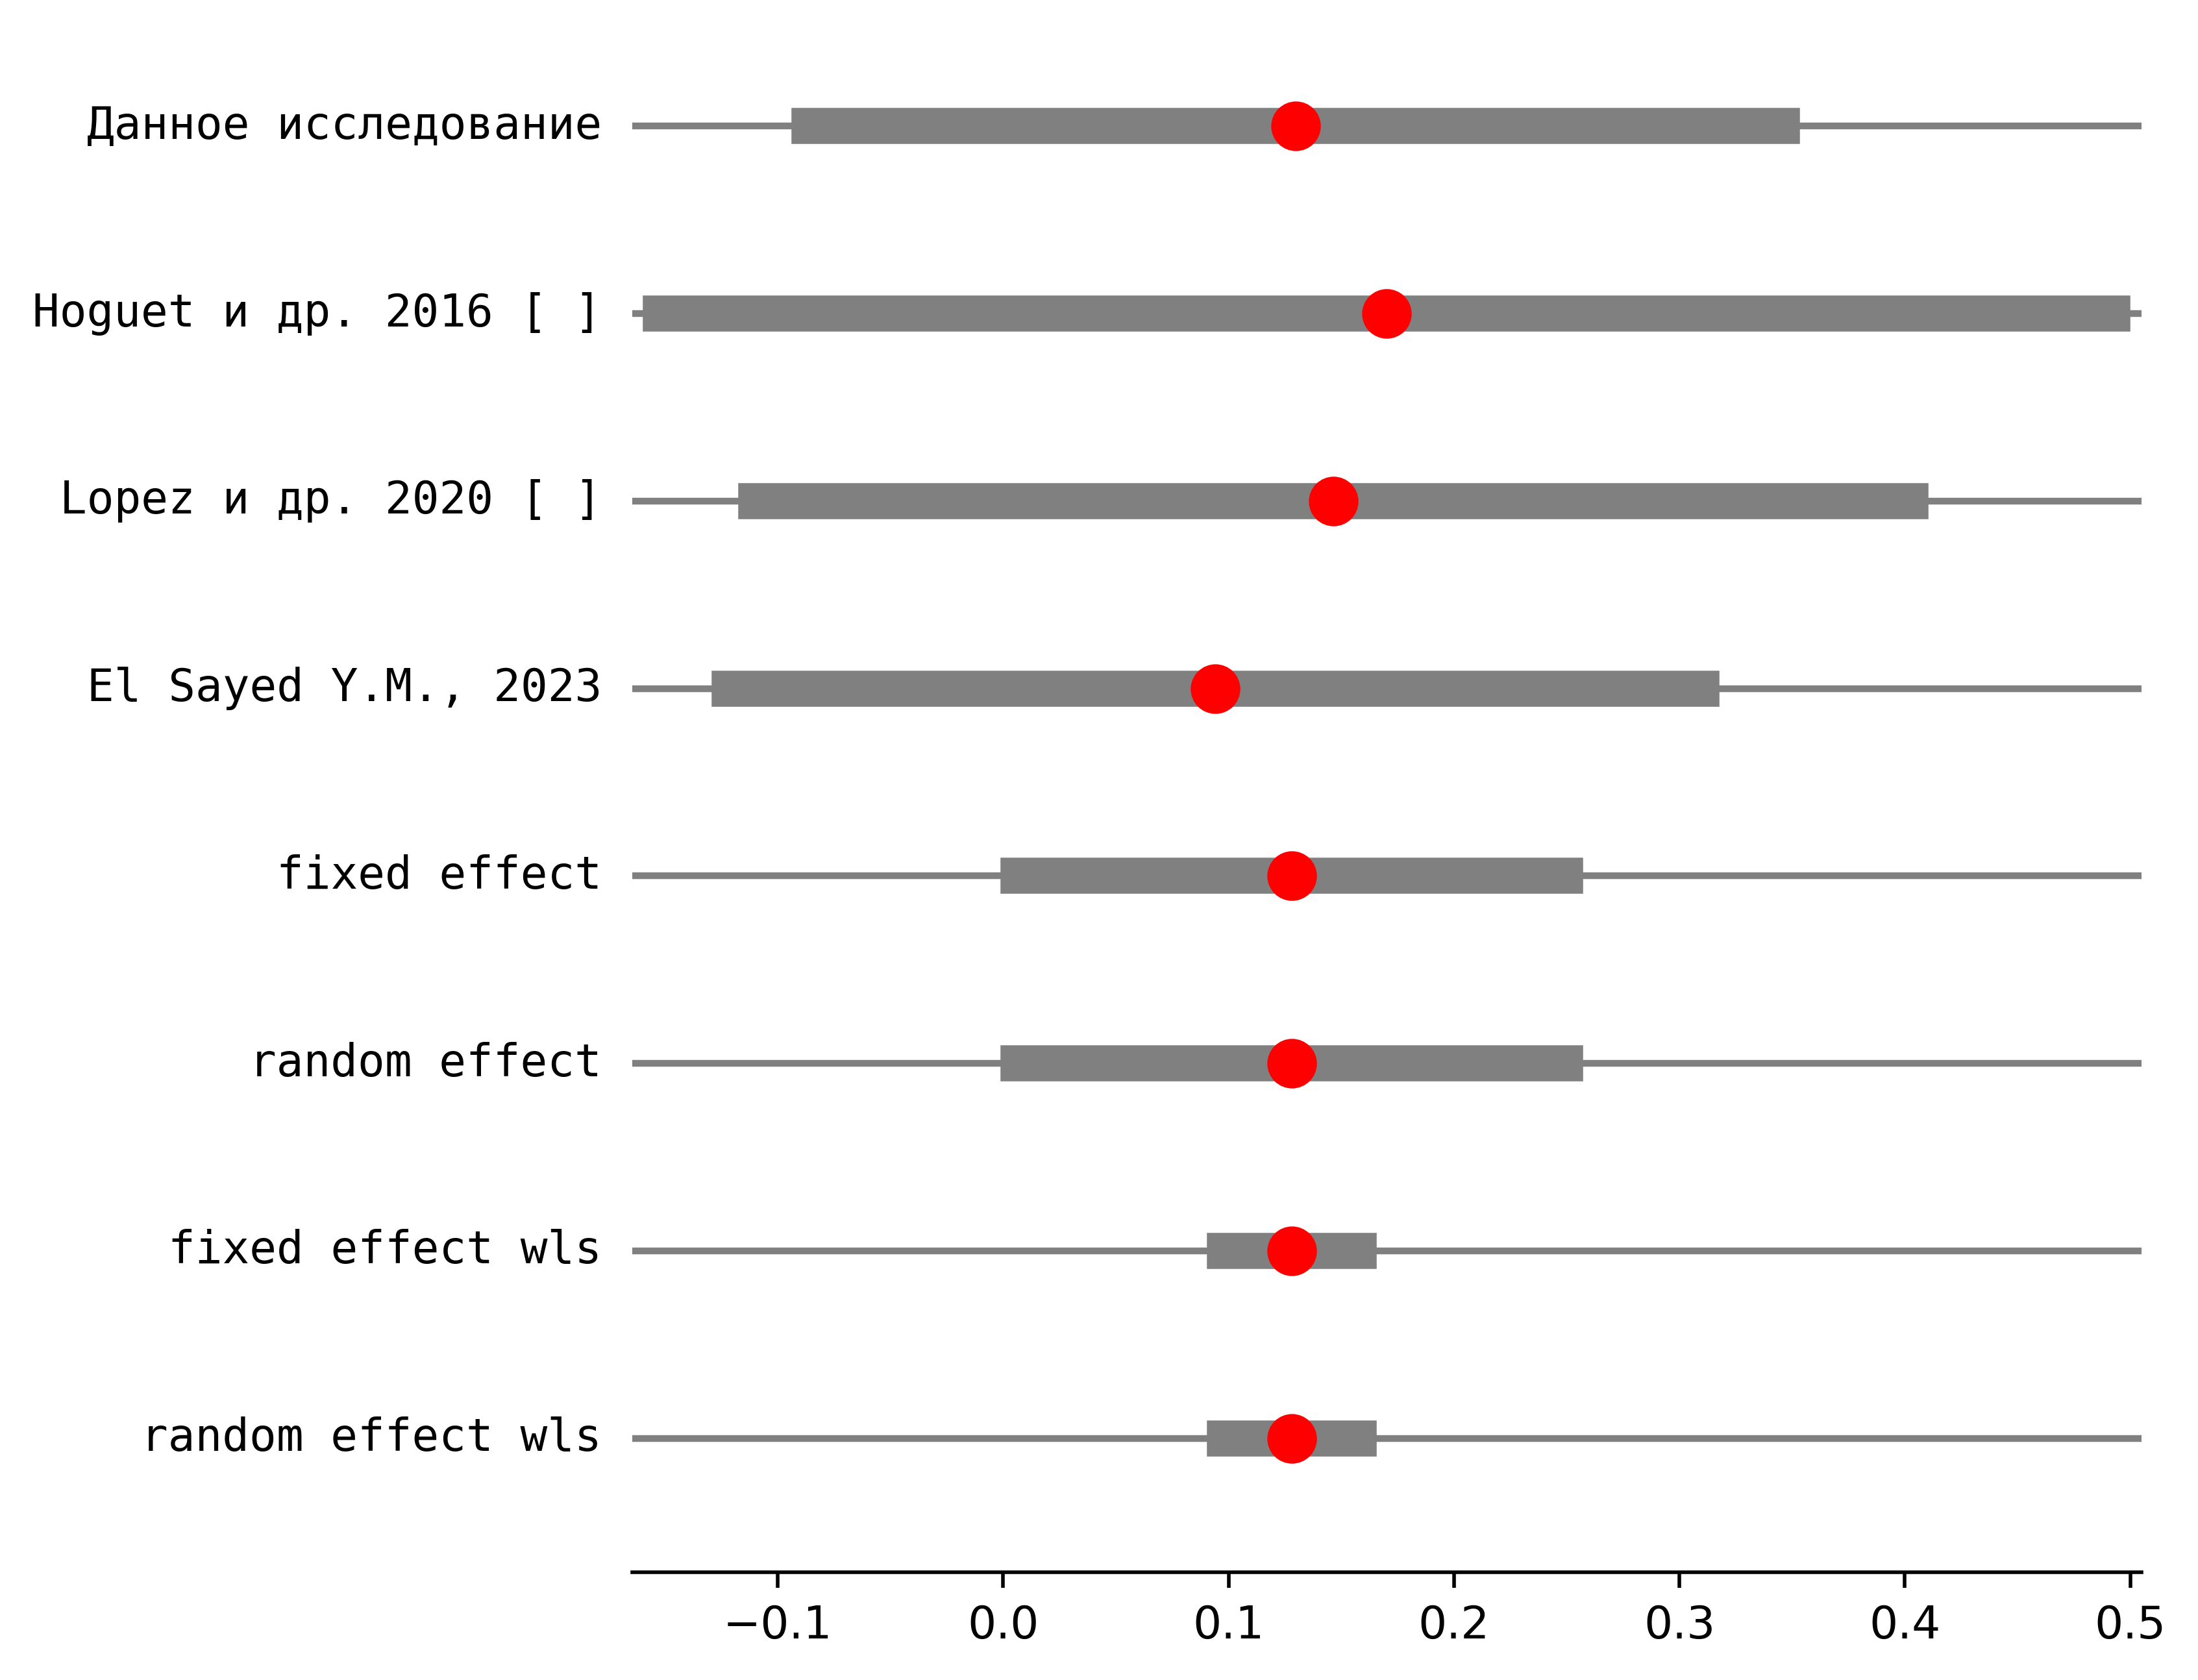 Данное исследование
Hoguet и др. 2016 [ ]
Lopez и др. 2020 [ ]
El Sayed Y.M., 2023
fixed effect
random effect
fixed effect wls
random effect wls
−0.1 0.0 0.1 0.2 0.3 0.4 0.5